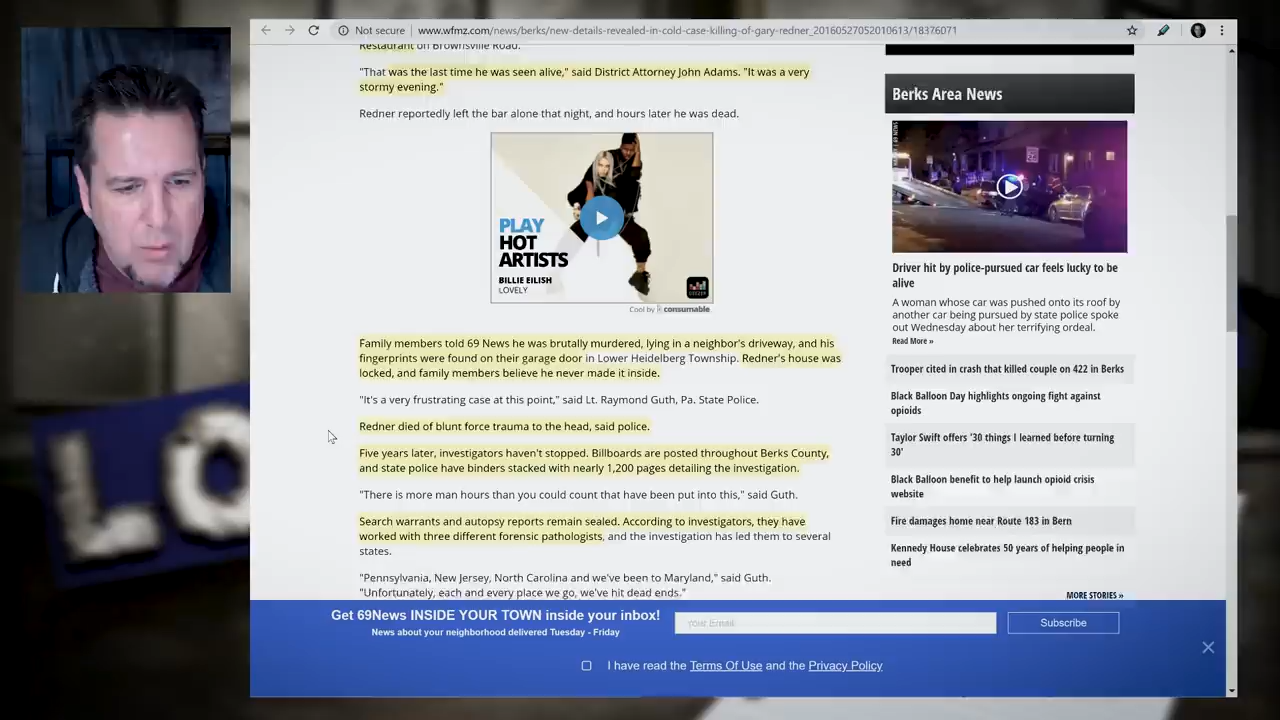 Not secure
www.wfmz.com/news/berks/new-details-revealed-in-cold-case-killing-of-gary-redner_20160527052010613/18376071
Restaurant on Brownsville Road.
"That was the last time he was seen alive," said District Attorney John Adams. "It was a very
stormy evening."
Redner reportedly left the bar alone that night, and hours later he was dead.
PLAY
HOT
ARTISTS
BILLIE EILISH
LOVELY
DEEZER
Cool by consumable
Family members told 69 News he was brutally murdered, lying in a neighbor's driveway, and his
fingerprints were found on their garage door in Lower Heidelberg Township. Redner's house was
locked, and family members believe he never made it inside.
"It's a very frustrating case at this point," said Lt. Raymond Guth, Pa. State Police.
Redner died of blunt force trauma to the head, said police.
Five years later, investigators haven't stopped. Billboards are posted throughout Berks County,
and state police have binders stacked with nearly 1,200 pages detailing the investigation.
"There is more man hours than you could count that have been put into this," said Guth.
Search warrants and autopsy reports remain sealed. According to investigators, they have
worked with three different forensic pathologists, and the investigation has led them to several
states.
"Pennsylvania, New Jersey, North Carolina and we've been to Maryland," said Guth.
"Unfortunately, each and every place we go, we've hit dead ends."
Berks Area News
Driver hit by police-pursued car feels lucky to be
alive
A woman whose car was pushed onto its roof by
another car being pursued by state police spoke
out Wednesday about her terrifying ordeal.
Read More »
Trooper cited in crash that killed couple on 422 in Berks
Black Balloon Day highlights ongoing fight against
opioids
Taylor Swift offers '30 things I learned before turning
30'
Black Balloon benefit to help launch opioid crisis
website
Fire damages home near Route 183 in Bern
Kennedy House celebrates 50 years of helping people in
need
MORE STORIES »
Get 69News INSIDE YOUR TOWN inside your inbox!
News about your neighborhood delivered Tuesday - Friday
your Email
Subscribe
I have read the Terms Of Use and the Privacy Policy
LO